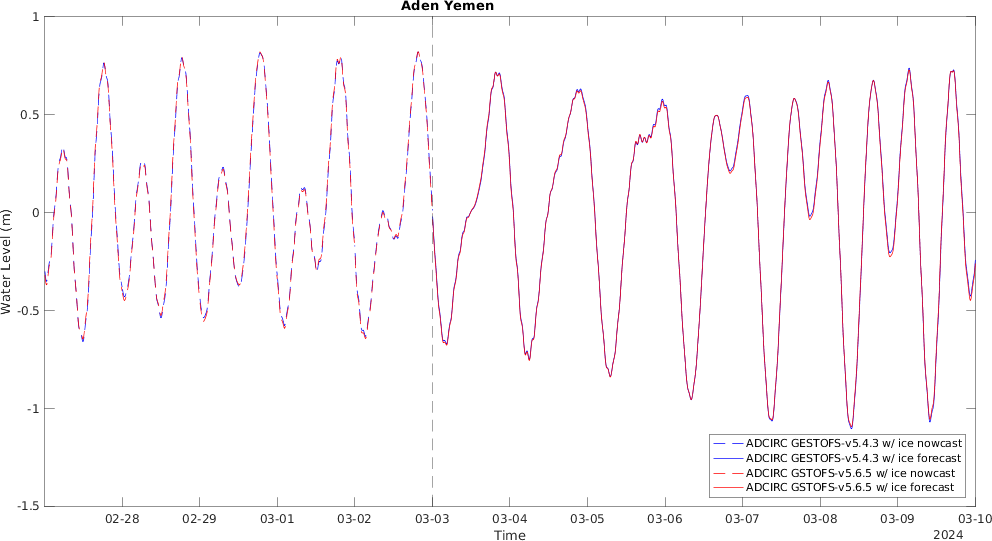 Aden Yemen
Water Level (m)
1
0.5
0
-0.5
-1
-1.5
ADCIRC GESTOFS-v5.4.3 w/ ice nowcast
ADCIRC GESTOFS-v5.4.3 w/ ice forecast
ADCIRC GSTOFS-v5.6.5 w/ ice nowcast
ADCIRC GSTOFS-v5.6.5 w/ ice forecast
02-28 02-29 03-01 03-02 03-03 03-04 03-05 03-06 03-07 03-08 03-09 03-10
Time
2024